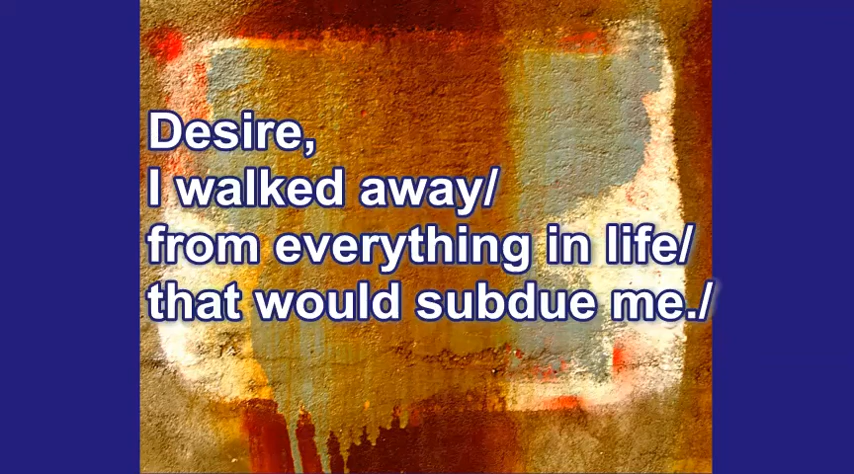 Desire,
I walked away/
from everything in life/
that would subdue me./